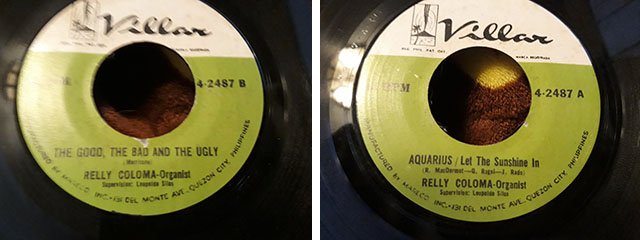 Villar
4-2487 B
THE GOOD, THE BAD AND THE UGLY
(Morricone)
RELLY COLOMA-Organist
Supervision: Leopoldo Silos
MANUFACTURED BY MARECO, INC.•131 DEL MONTE AVE. QUEZON CITY, PHILIPPINES
Villar
RPM
4-2487 A
AQUARIUS / Let The Sunshine In
(R. MacDermot—G. Ragni—J. Rado)
RELLY COLOMA-Organist
Supervision: Leopoldo Silos
MANUFACTURED BY MARECO, INC.•131 DEL MONTE AVE. QUEZON CITY, PHILIPPINES